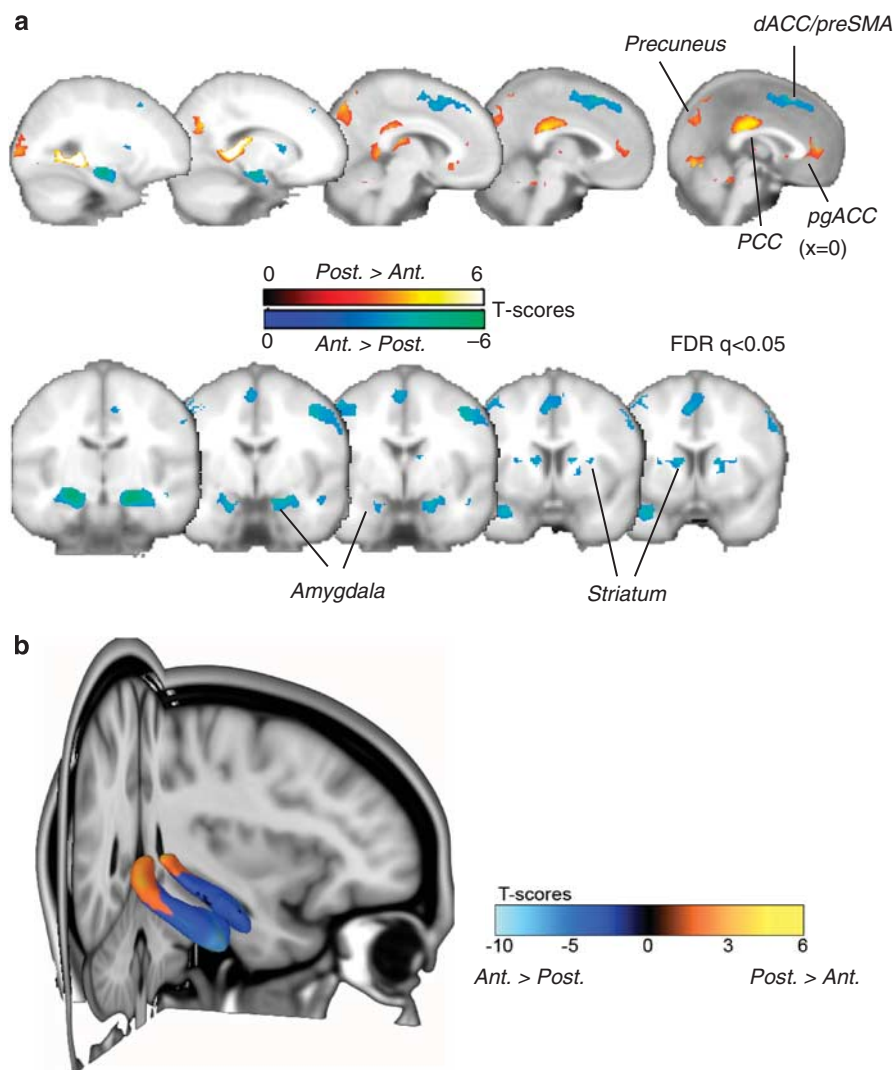 a
dACC/preSMA
Precuneus
pgACC
PCC
(x=0)
0 Post. > Ant. 6
T-scores
0 Ant. > Post. –6
FDR q<0.05
Amygdala
Striatum
b
T-scores
-10 -5 0 3 6
Ant. > Post. Post. > Ant.